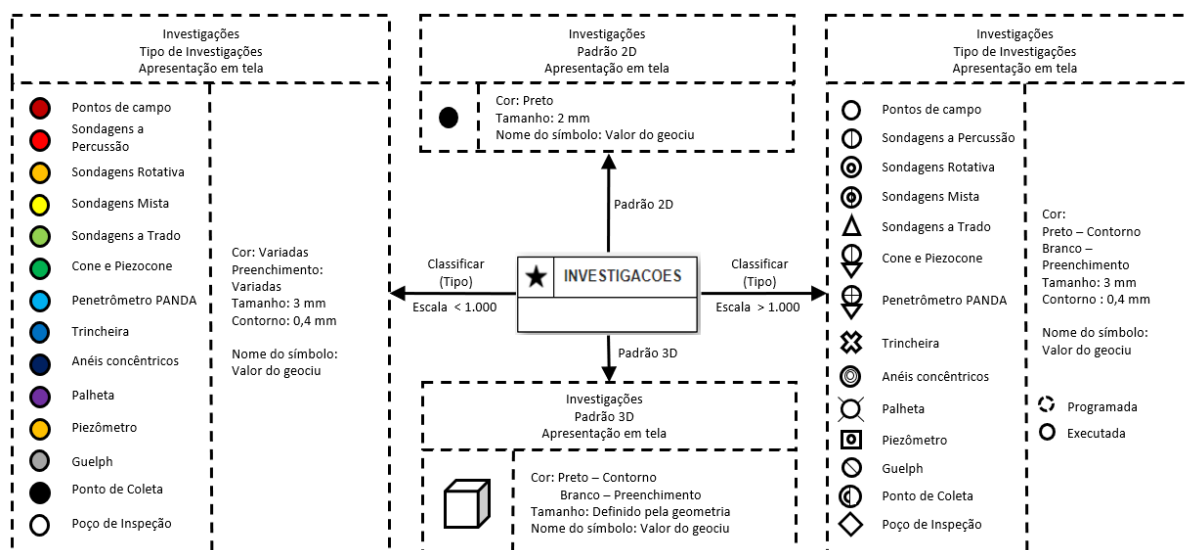 Investigações
Tipo de Investigações
Apresentação em tela
Pontos de campo
Sondagens a
Percussão
Sondagens Rotativa
Sondagens Mista
Sondagens a Trado
Cone e Piezocone
Penetrômetro PANDA
Trincheira
Anéis concêntricos
Palheta
Piezômetro
Guelph
Ponto de Coleta
Poço de Inspeção
Cor: Variadas
Preenchimento:
Variadas
Tamanho: 3 mm
Contorno: 0,4 mm
Nome do símbolo:
Valor do geociu
Investigações
Padrão 2D
Apresentação em tela
Cor: Preto
Tamanho: 2 mm
Nome do símbolo: Valor do geociu
Padrão 2D
Classificar
(Tipo)
Escala < 1.000
INVESTIGACOES
Classificar
(Tipo)
Escala > 1.000
Padrão 3D
Investigações
Padrão 3D
Apresentação em tela
Cor: Preto – Contorno
Branco – Preenchimento
Tamanho: Definido pela geometria
Nome do símbolo: Valor do geociu
Investigações
Tipo de Investigações
Apresentação em tela
Pontos de campo
Sondagens a Percussão
Sondagens Rotativa
Sondagens Mista
Sondagens a Trado
Cone e Piezocone
Penetrômetro PANDA
Trincheira
Anéis concêntricos
Palheta
Piezômetro
Guelph
Ponto de Coleta
Poço de Inspeção
Cor:
Preto – Contorno
Branco –
Preenchimento
Tamanho: 3 mm
Contorno : 0,4 mm
Nome do símbolo:
Valor do geociu
Programada
Executada